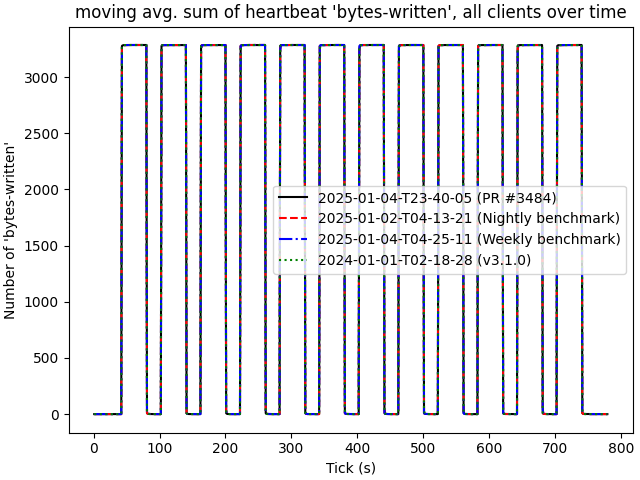 moving avg. sum of heartbeat 'bytes-written', all clients over time
Number of 'bytes-written'
3000
2500
2000
1500
1000
500
0
2025-01-04-T23-40-05 (PR #3484)
2025-01-02-T04-13-21 (Nightly benchmark)
2025-01-04-T04-25-11 (Weekly benchmark)
2024-01-01-T02-18-28 (v3.1.0)
0 100 200 300 400 500 600 700 800
Tick (s)